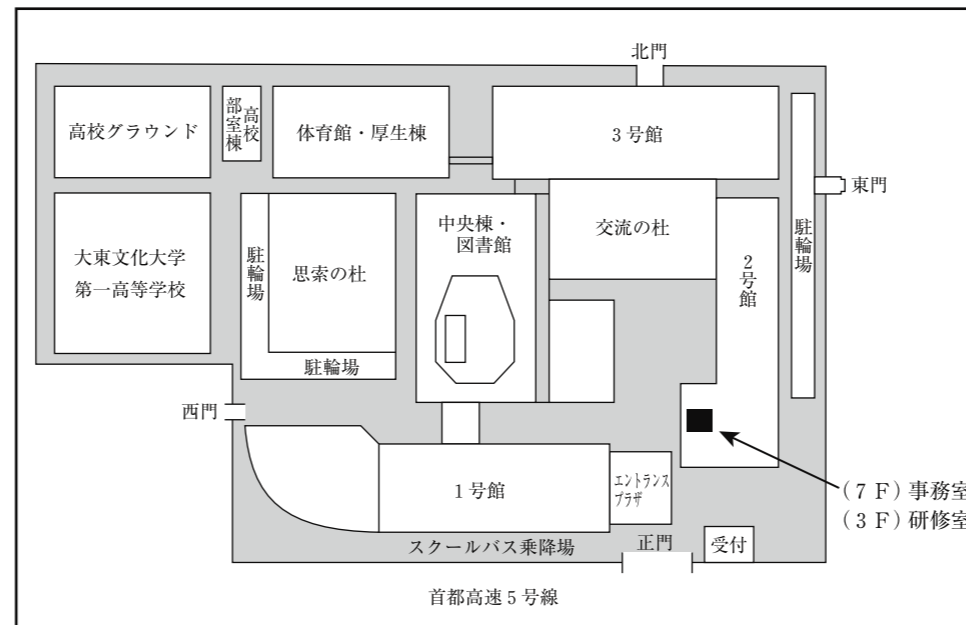 北門
高校グラウンド
高校
部室棟
体育館・厚生棟
3号館
東門
駐輪場
大東文化大学
第一高等学校
駐輪場
思索の杜
駐輪場
中央棟・
図書館
交流の杜
2号館
西門
1号館
エントランス
プラザ
(7F)事務室
(3F)研修室
スクールバス乗降場
正門
受付
首都高速5号線